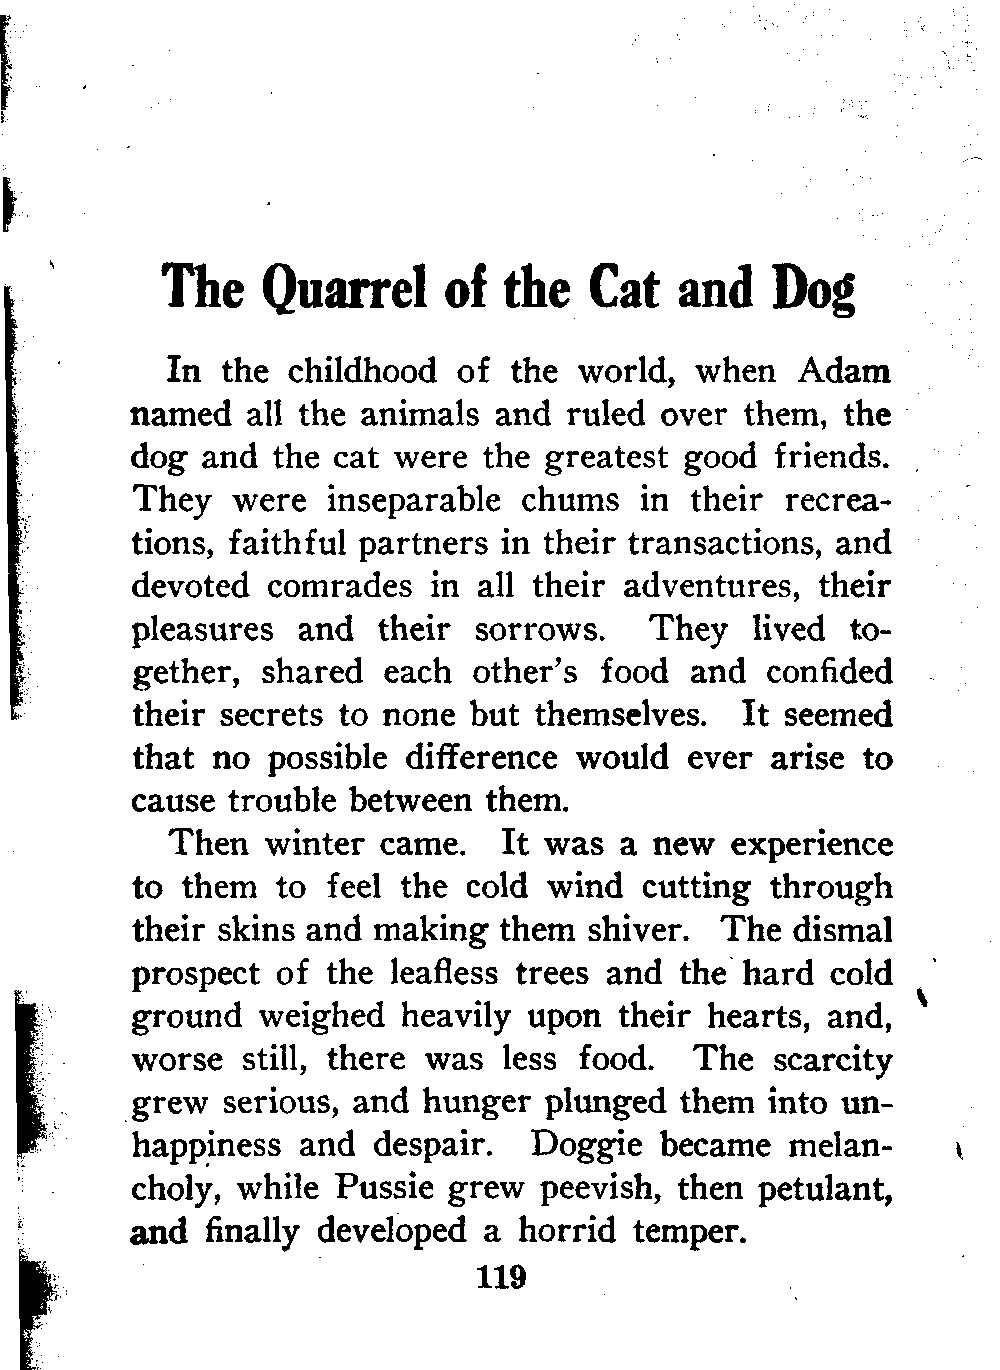 The Quarrel of the Cat and Dog
In the childhood of the world, when Adam
named all the animals and ruled over them, the
dog and the cat were the greatest good friends.
They were inseparable chums in their recrea-
tions, faithful partners in their transactions, and
devoted comrades in all their adventures, their
pleasures and their sorrows. They lived to-
gether, shared each other's food and confided
their secrets to none but themselves. It seemed
that no possible difference would ever arise to
cause trouble between them.
Then winter came. It was a new experience
to them to feel the cold wind cutting through
their skins and making them shiver. The dismal
prospect of the leafless trees and the hard cold
ground weighed heavily upon their hearts, and,
worse still, there was less food. The scarcity
grew serious, and hunger plunged them into un-
happiness and despair. Doggie became melan-
choly, while Pussie grew peevish, then petulant,
and finally developed a horrid temper.
119